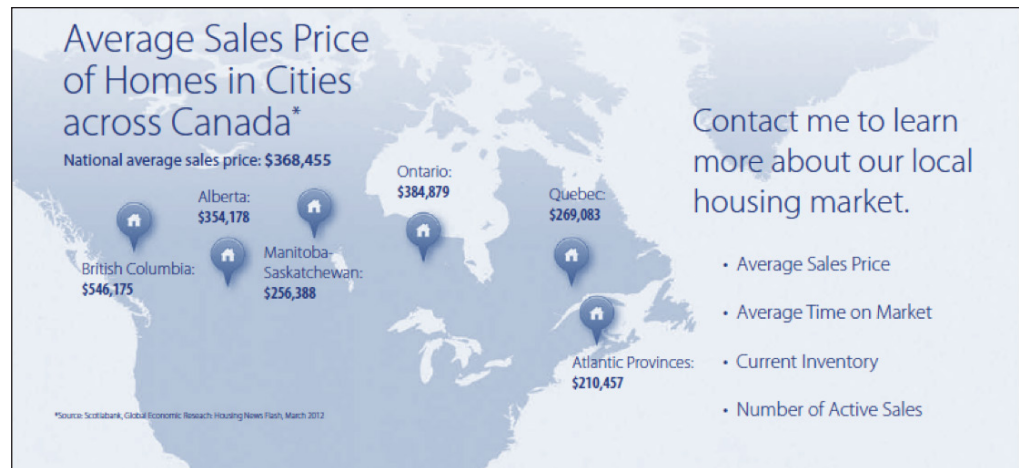 Average Sales Price
of Homes in Cities
across Canada*
National average sales price: $368,455
British Columbia:
$546,175
Alberta:
$354,178
Manitoba-
Saskatchewan:
$256,388
Ontario:
$384,879
Quebec:
$269,083
Atlantic Provinces:
$210,457
*Source: Scotiabank, Global Economic Reseach: Housing News Flash, March 2012
Contact me to learn
more about our local
housing market.
• Average Sales Price
• Average Time on Market
• Current Inventory
• Number of Active Sales